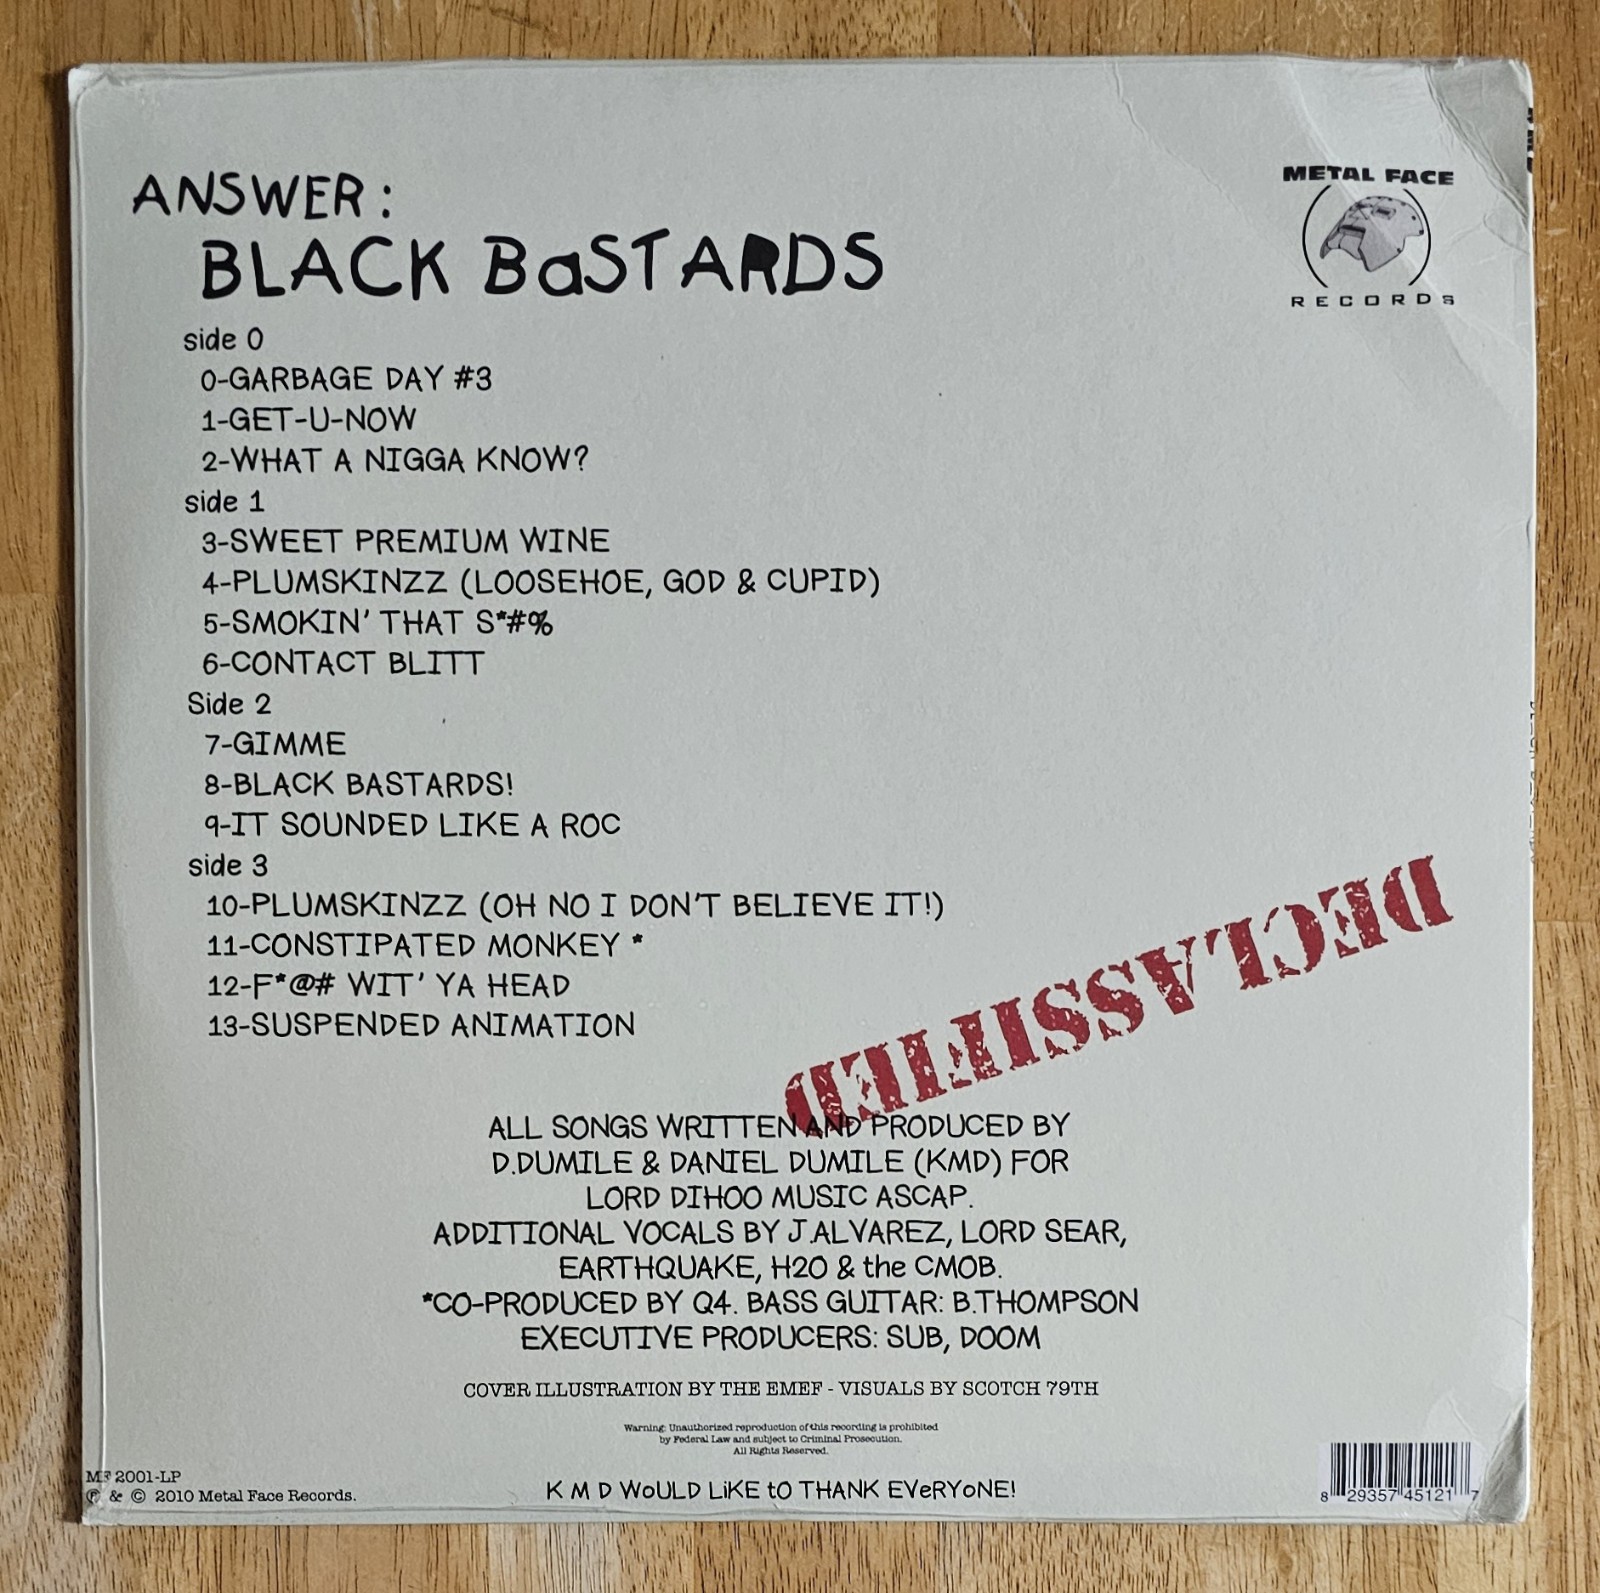 ANSWER:
BLACK BaSTARDS
METAL FACE
RECORDS
side 0
0-GARBAGE DAY #3
1-GET-U-NOW
2-WHAT A NIGGA KNOW?
side 1
3-SWEET PREMIUM WINE
4-PLUMSKINZZ (LOOSEHOE, GOD & CUPID)
5-SMOKIN' THAT S*#%
6-CONTACT BLITT
Side 2
7-GIMME
8-BLACK BASTARDS!
9-IT SOUNDED LIKE A ROC
side 3
10-PLUMSKINZZ (OH NO I DON'T BELIEVE IT!)
11-CONSTIPATED MONKEY *
12-F*@# WIT' YA HEAD
13-SUSPENDED ANIMATION
DECLASSIFIED
ALL SONGS WRITTEN AND PRODUCED BY
D.DUMILE & DANIEL DUMILE (KMD) FOR
LORD DIHOO MUSIC ASCAP.
ADDITIONAL VOCALS BY J.ALVAREZ, LORD SEAR,
EARTHQUAKE, H2O & the CMOB.
*CO-PRODUCED BY Q4. BASS GUITAR: B.THOMPSON
EXECUTIVE PRODUCERS: SUB, DOOM
COVER ILLUSTRATION BY THE EMEF - VISUALS BY SCOTCH 79TH
Warning: Unauthorized reproduction of this recording is prohibited
by Federal Law and subject to Criminal Prosecution.
All Rights Reserved.
MF 2001-LP
℗ & © 2010 Metal Face Records.
K M D WoULD LiKE tO THANK EVeRYoNE!
8 29357 45121 7